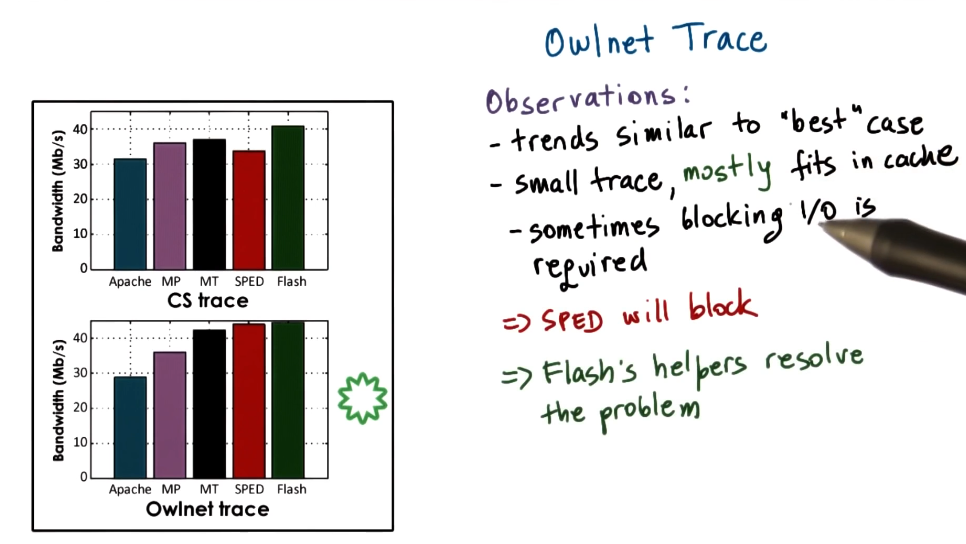 Owlnet Trace
Observations:
- trends similar to "best" case
- small trace, mostly fits in cache
- sometimes blocking I/O is
required
=> SPED will block
=> Flash's helpers resolve
the problem
Bandwidth (Mb/s)
40
30
20
10
0
Apache MP MT SPED Flash
CS trace
Bandwidth (Mb/s)
40
30
20
10
0
Apache MP MT SPED Flash
Owlnet trace